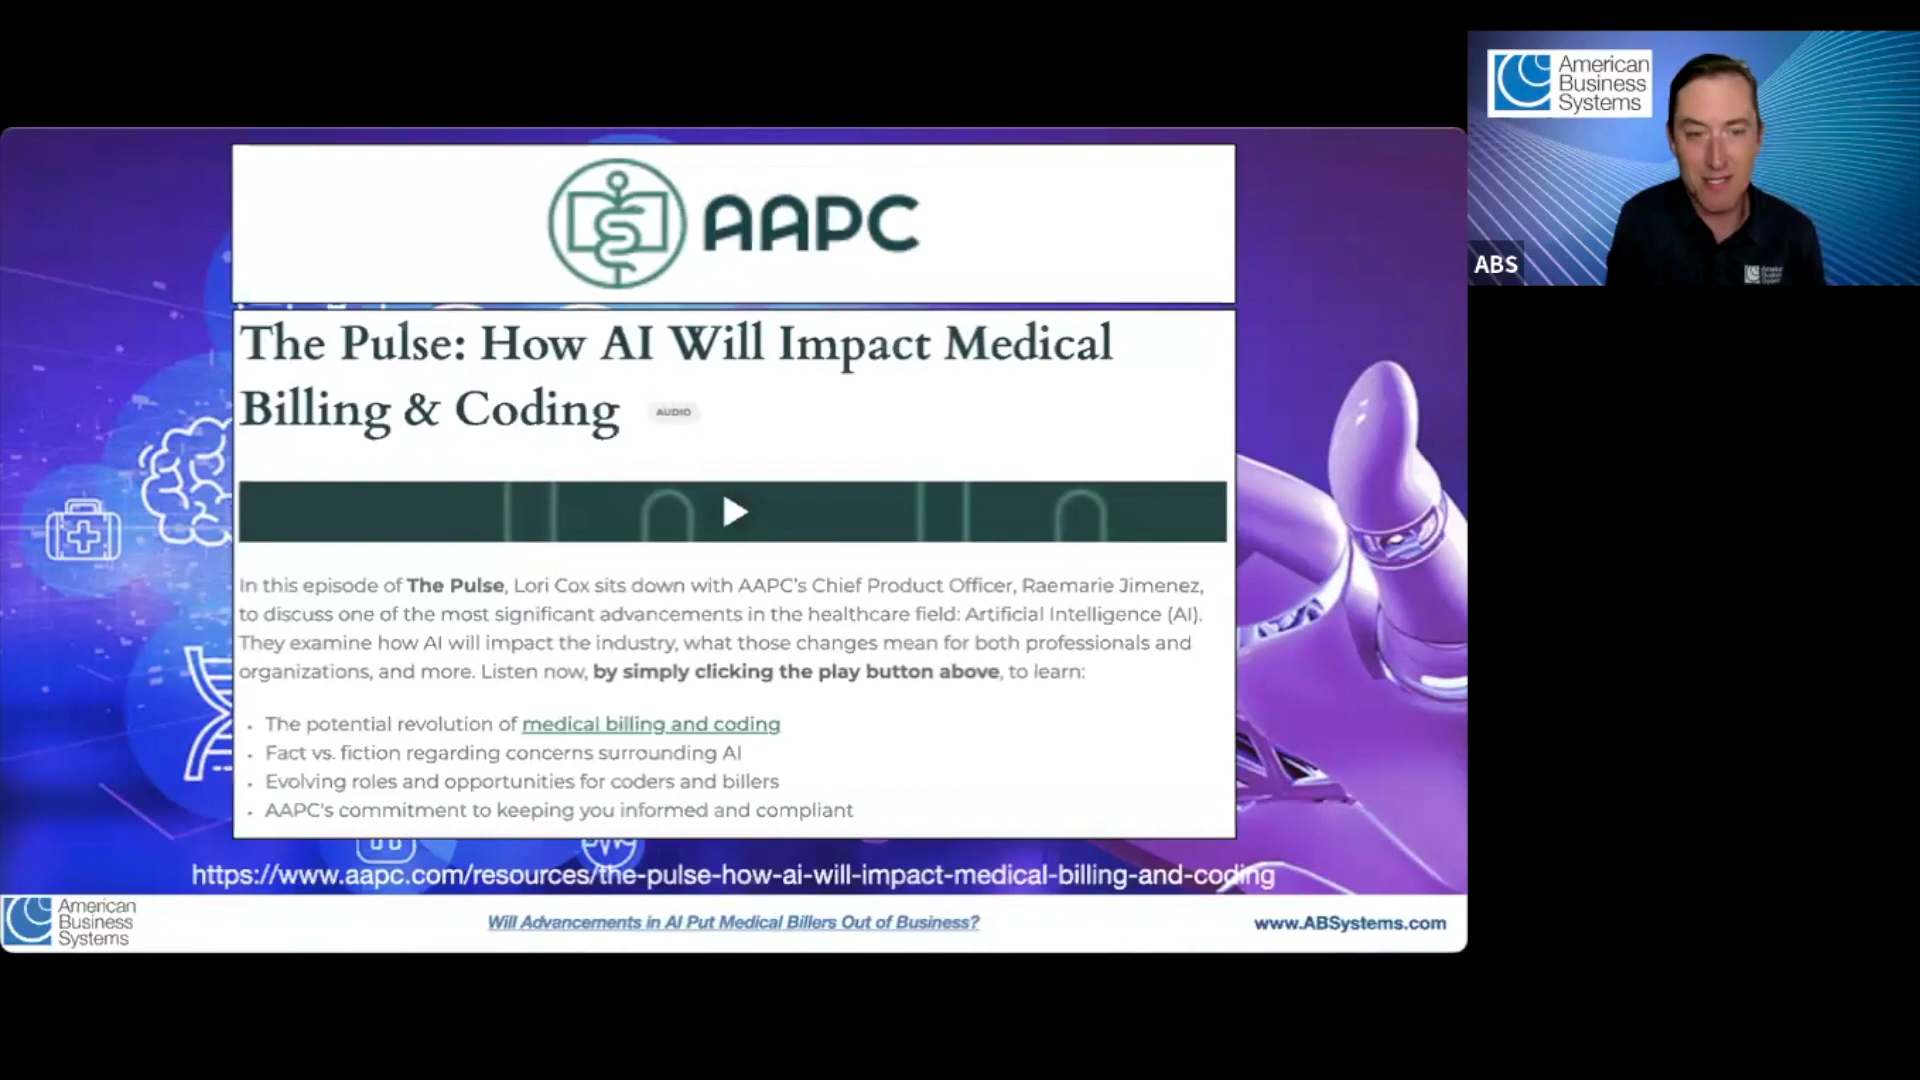 AAPC
The Pulse: How AI Will Impact Medical
Billing & Coding AUDIO
In this episode of The Pulse, Lori Cox sits down with AAPC's Chief Product Officer, Raemarie Jimenez,
to discuss one of the most significant advancements in the healthcare field: Artificial Intelligence (AI).
They examine how AI will impact the industry, what those changes mean for both professionals and
organizations, and more. Listen now, by simply clicking the play button above, to learn:
• The potential revolution of medical billing and coding
• Fact vs. fiction regarding concerns surrounding AI
• Evolving roles and opportunities for coders and billers
• AAPC's commitment to keeping you informed and compliant
https://www.aapc.com/resources/the-pulse-how-ai-will-impact-medical-billing-and-coding
American
Business
Systems
Will Advancements in AI Put Medical Billers Out of Business?
www.ABSystems.com
American
Business
Systems
ABS